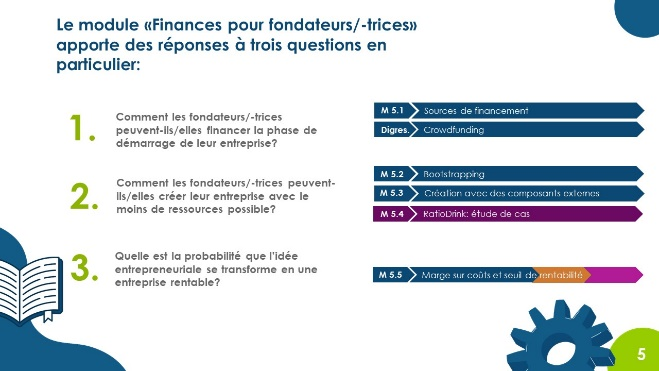 Le module «Finances pour fondateurs/-trices»
apporte des réponses à trois questions en
particulier:
1.
Comment les fondateurs/-trices
peuvent-ils/elles financer la phase de
démarrage de leur entreprise?
M 5.1 Sources de financement
Digres. Crowdfunding
2.
Comment les fondateurs/-trices peuvent-
ils/elles créer leur entreprise avec le
moins de ressources possible?
M 5.2 Bootstrapping
M 5.3 Création avec des composants externes
M 5.4 RatioDrink: étude de cas
3.
Quelle est la probabilité que l'idée
entrepreneuriale se transforme en une
entreprise rentable?
M 5.5 Marge sur coûts et seuil de rentabilité
5